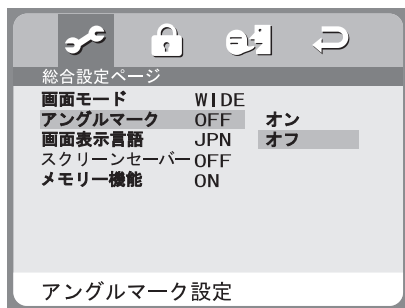 総合設定ページ
画面モード WIDE
アングルマーク OFF オン
画面表示言語 JPN オフ
スクリーンセーバー OFF
メモリー機能 ON
アングルマーク設定